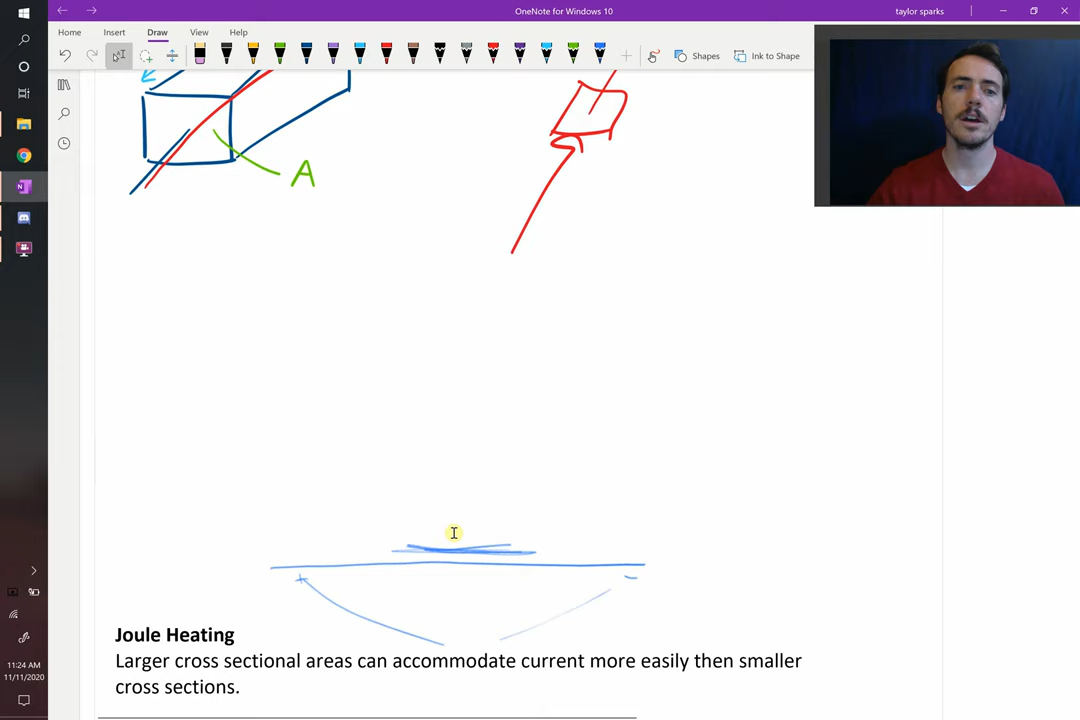 OneNote for Windows 10
taylor sparks
Home
Insert
Draw
View
Help
Shapes
Ink to Shape
A
+
−
Joule Heating
Larger cross sectional areas can accommodate current more easily then smaller
cross sections.
11:24 AM
11/11/2020